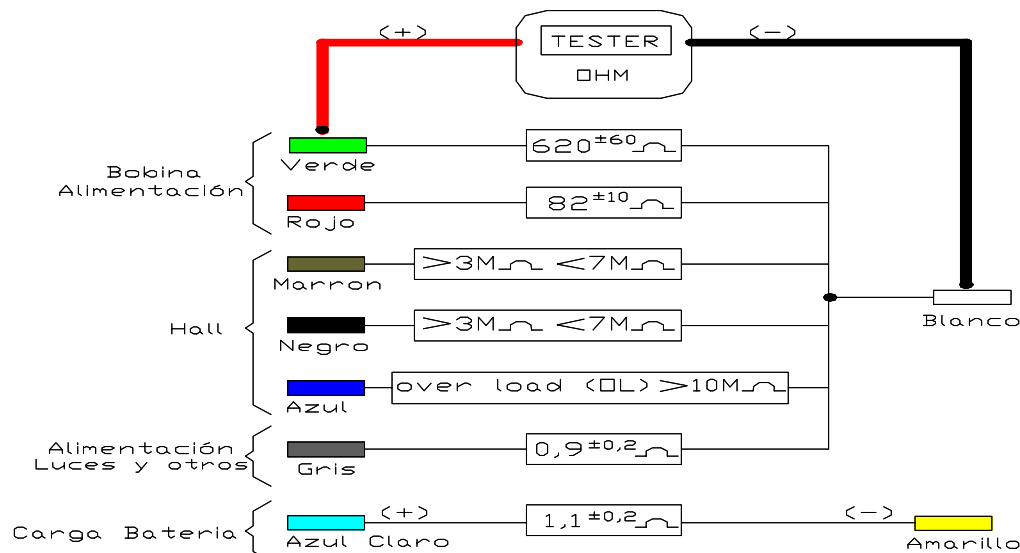 (+)
TESTER
OHM
(-)
Bobina
Alimentación
Verde
620±60Ω
Rojo
82±10Ω
Hall
Marron
>3MΩ <7MΩ
Negro
>3MΩ <7MΩ
Azul
over load (OL) >10MΩ
Blanco
Alimentación
Luces y otros
Gris
0,9±0,2Ω
Carga Bateria
Azul Claro
(+)
1,1±0,2Ω
(-)
Amarillo